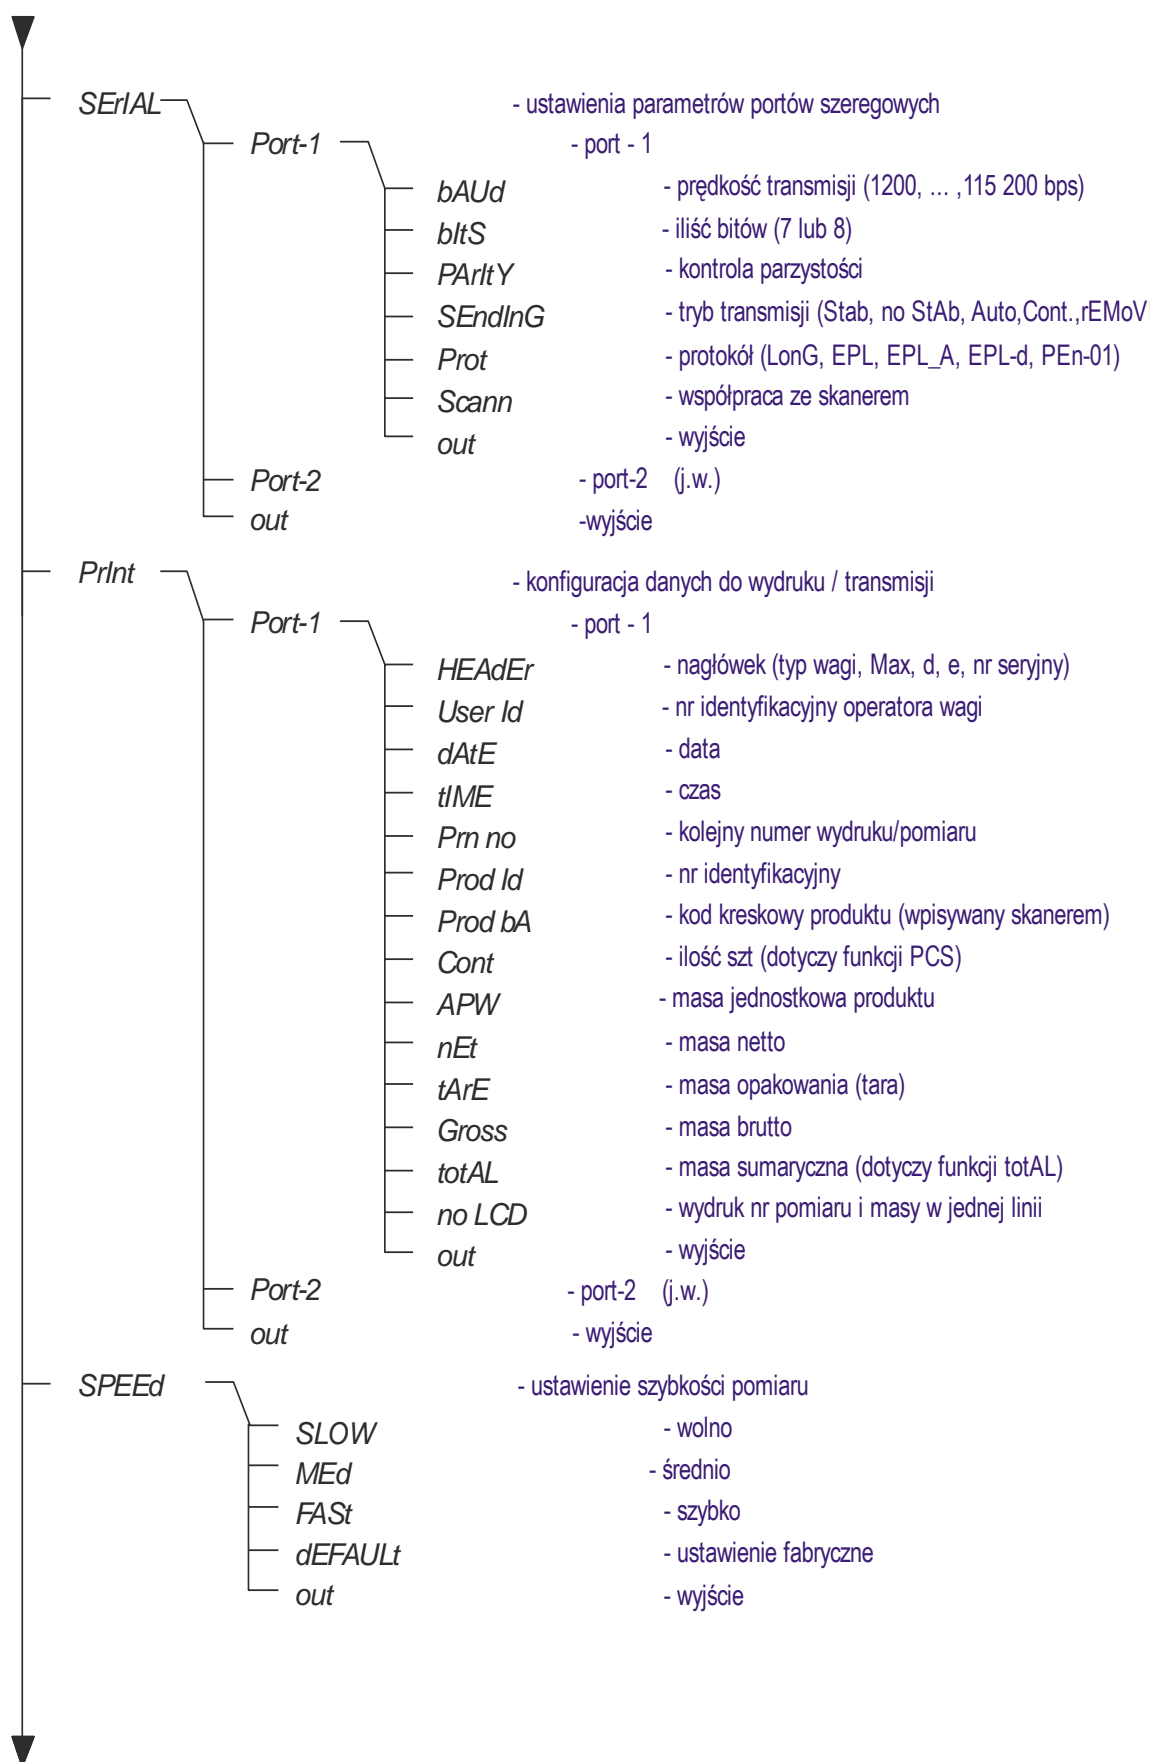 SErIAL - ustawienia parametrów portów szeregowych
Port-1 - port - 1
bAUd - prędkość transmisji (1200, ... ,115 200 bps)
bItS - iliść bitów (7 lub 8)
PArItY - kontrola parzystości
SEndInG - tryb transmisji (Stab, no StAb, Auto,Cont.,rEMoV
Prot - protokół (LonG, EPL, EPL_A, EPL-d, PEn-01)
Scann - współpraca ze skanerem
out - wyjście
Port-2 - port-2 (j.w.)
out -wyjście
PrInt - konfiguracja danych do wydruku / transmisji
Port-1 - port - 1
HEAdEr - nagłówek (typ wagi, Max, d, e, nr seryjny)
User Id - nr identyfikacyjny operatora wagi
dAtE - data
tIME - czas
Prn no - kolejny numer wydruku/pomiaru
Prod Id - nr identyfikacyjny
Prod bA - kod kreskowy produktu (wpisywany skanerem)
Cont - ilość szt (dotyczy funkcji PCS)
APW - masa jednostkowa produktu
nEt - masa netto
tArE - masa opakowania (tara)
Gross - masa brutto
totAL - masa sumaryczna (dotyczy funkcji totAL)
no LCD - wydruk nr pomiaru i masy w jednej linii
out - wyjście
Port-2 - port-2 (j.w.)
out - wyjście
SPEEd - ustawienie szybkości pomiaru
SLOW - wolno
MEd - średnio
FASt - szybko
dEFAULt - ustawienie fabryczne
out - wyjście